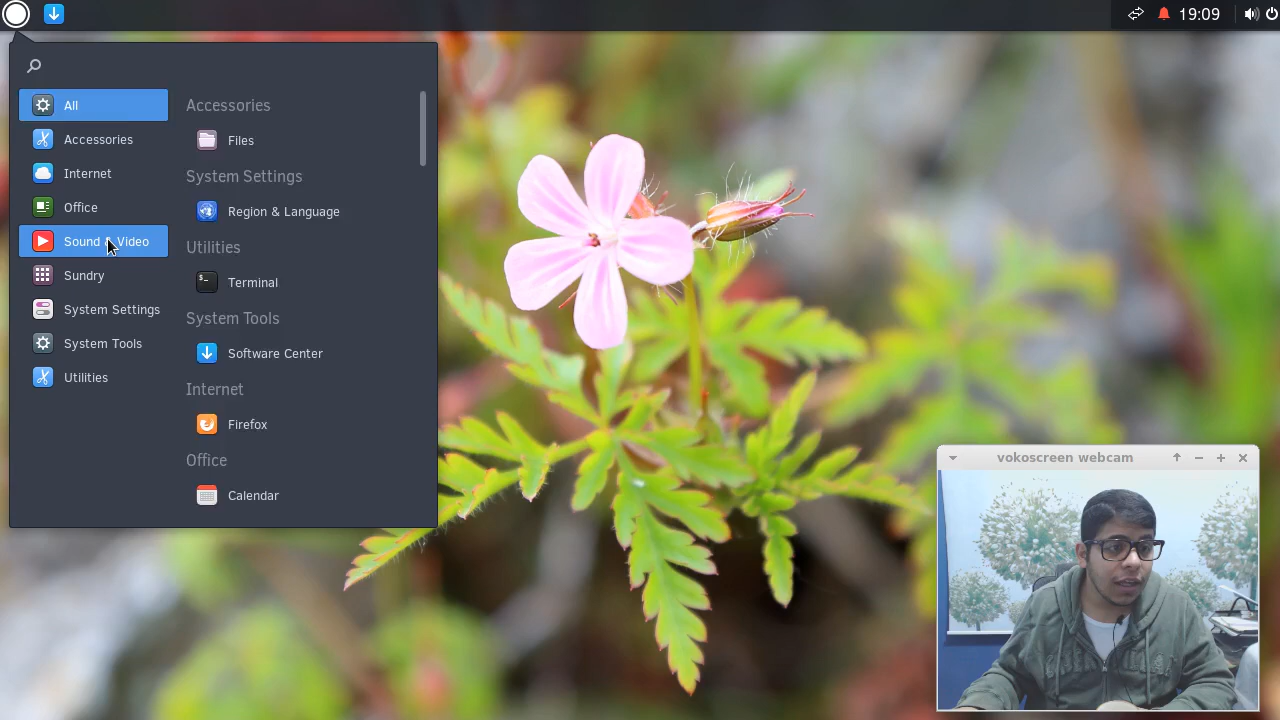 19:09
All
Accessories
Internet
Office
Sound & Video
Sundry
System Settings
System Tools
Utilities
Accessories
Files
System Settings
Region & Language
Utilities
Terminal
System Tools
Software Center
Internet
Firefox
Office
Calendar
vokoscreen webcam